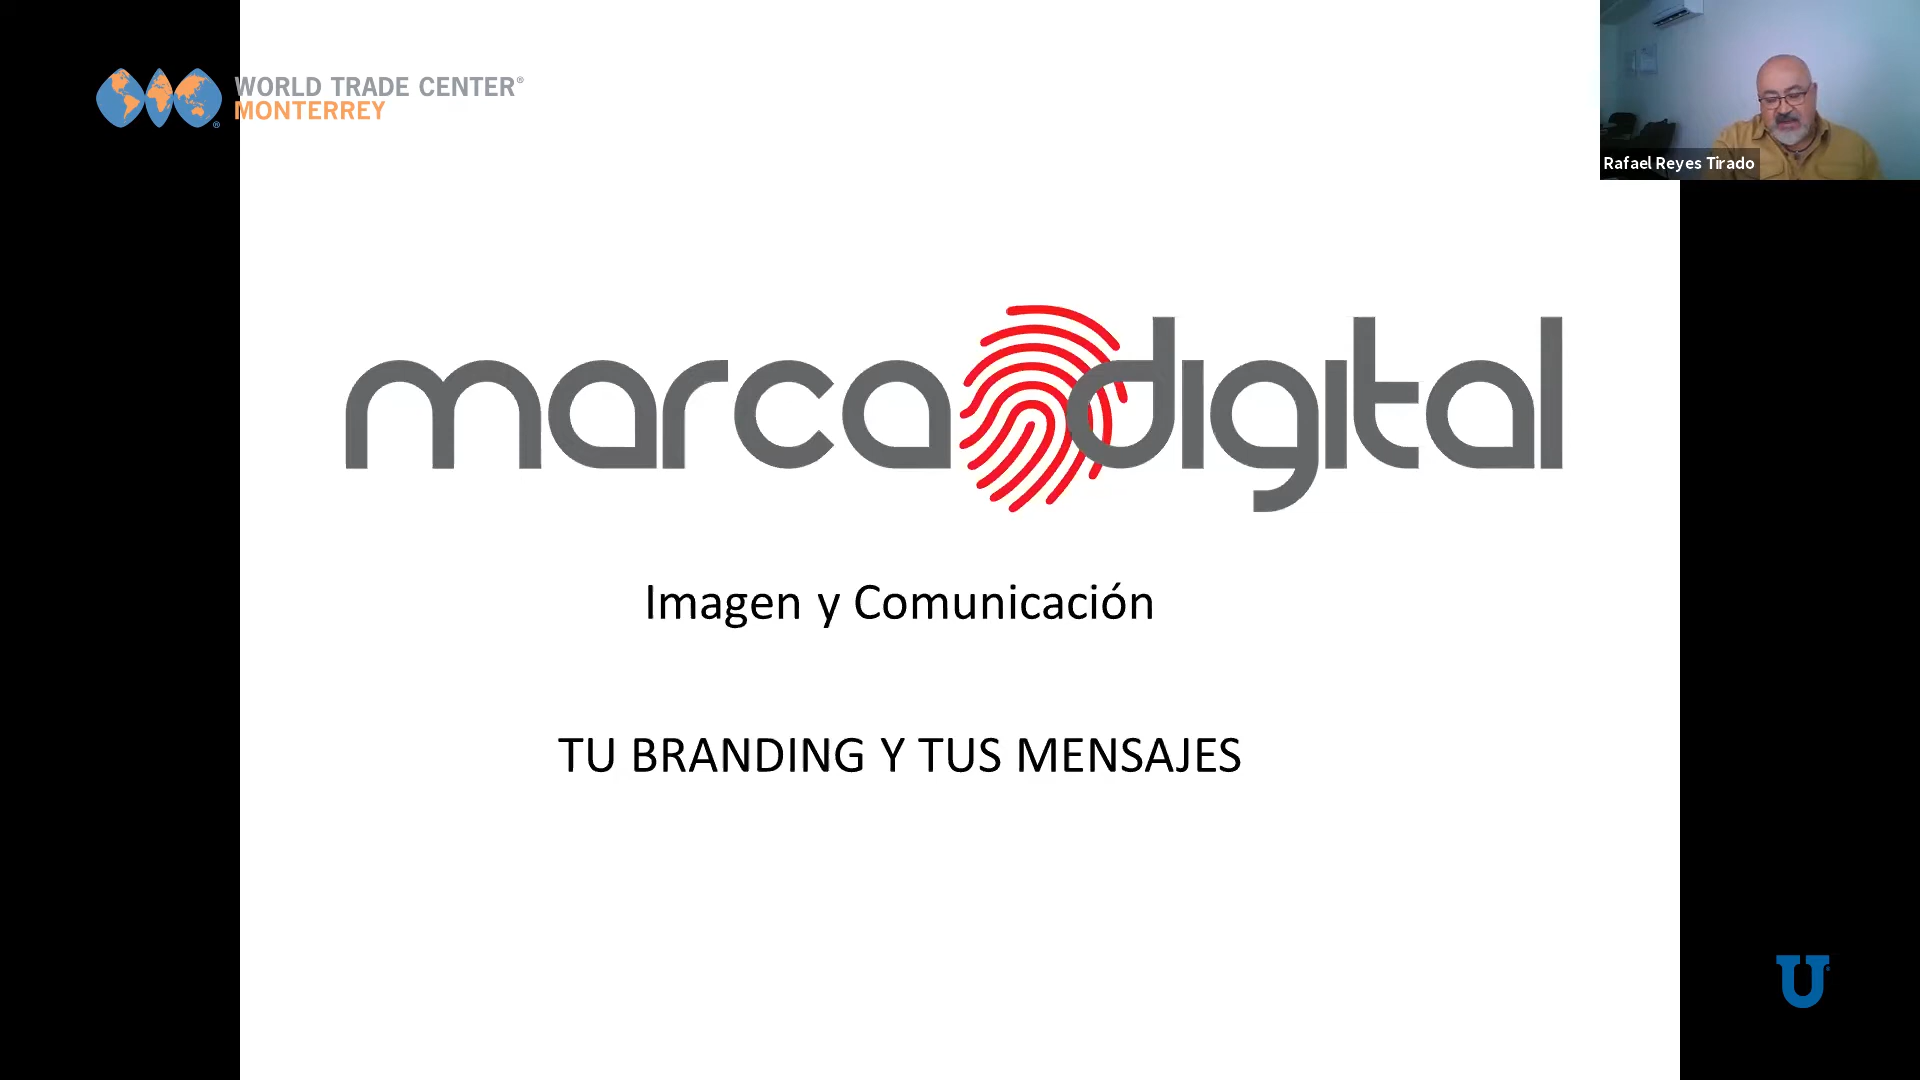 WORLD TRADE CENTER®
MONTERREY
Rafael Reyes Tirado
marca digital
Imagen y Comunicación
TU BRANDING Y TUS MENSAJES
U